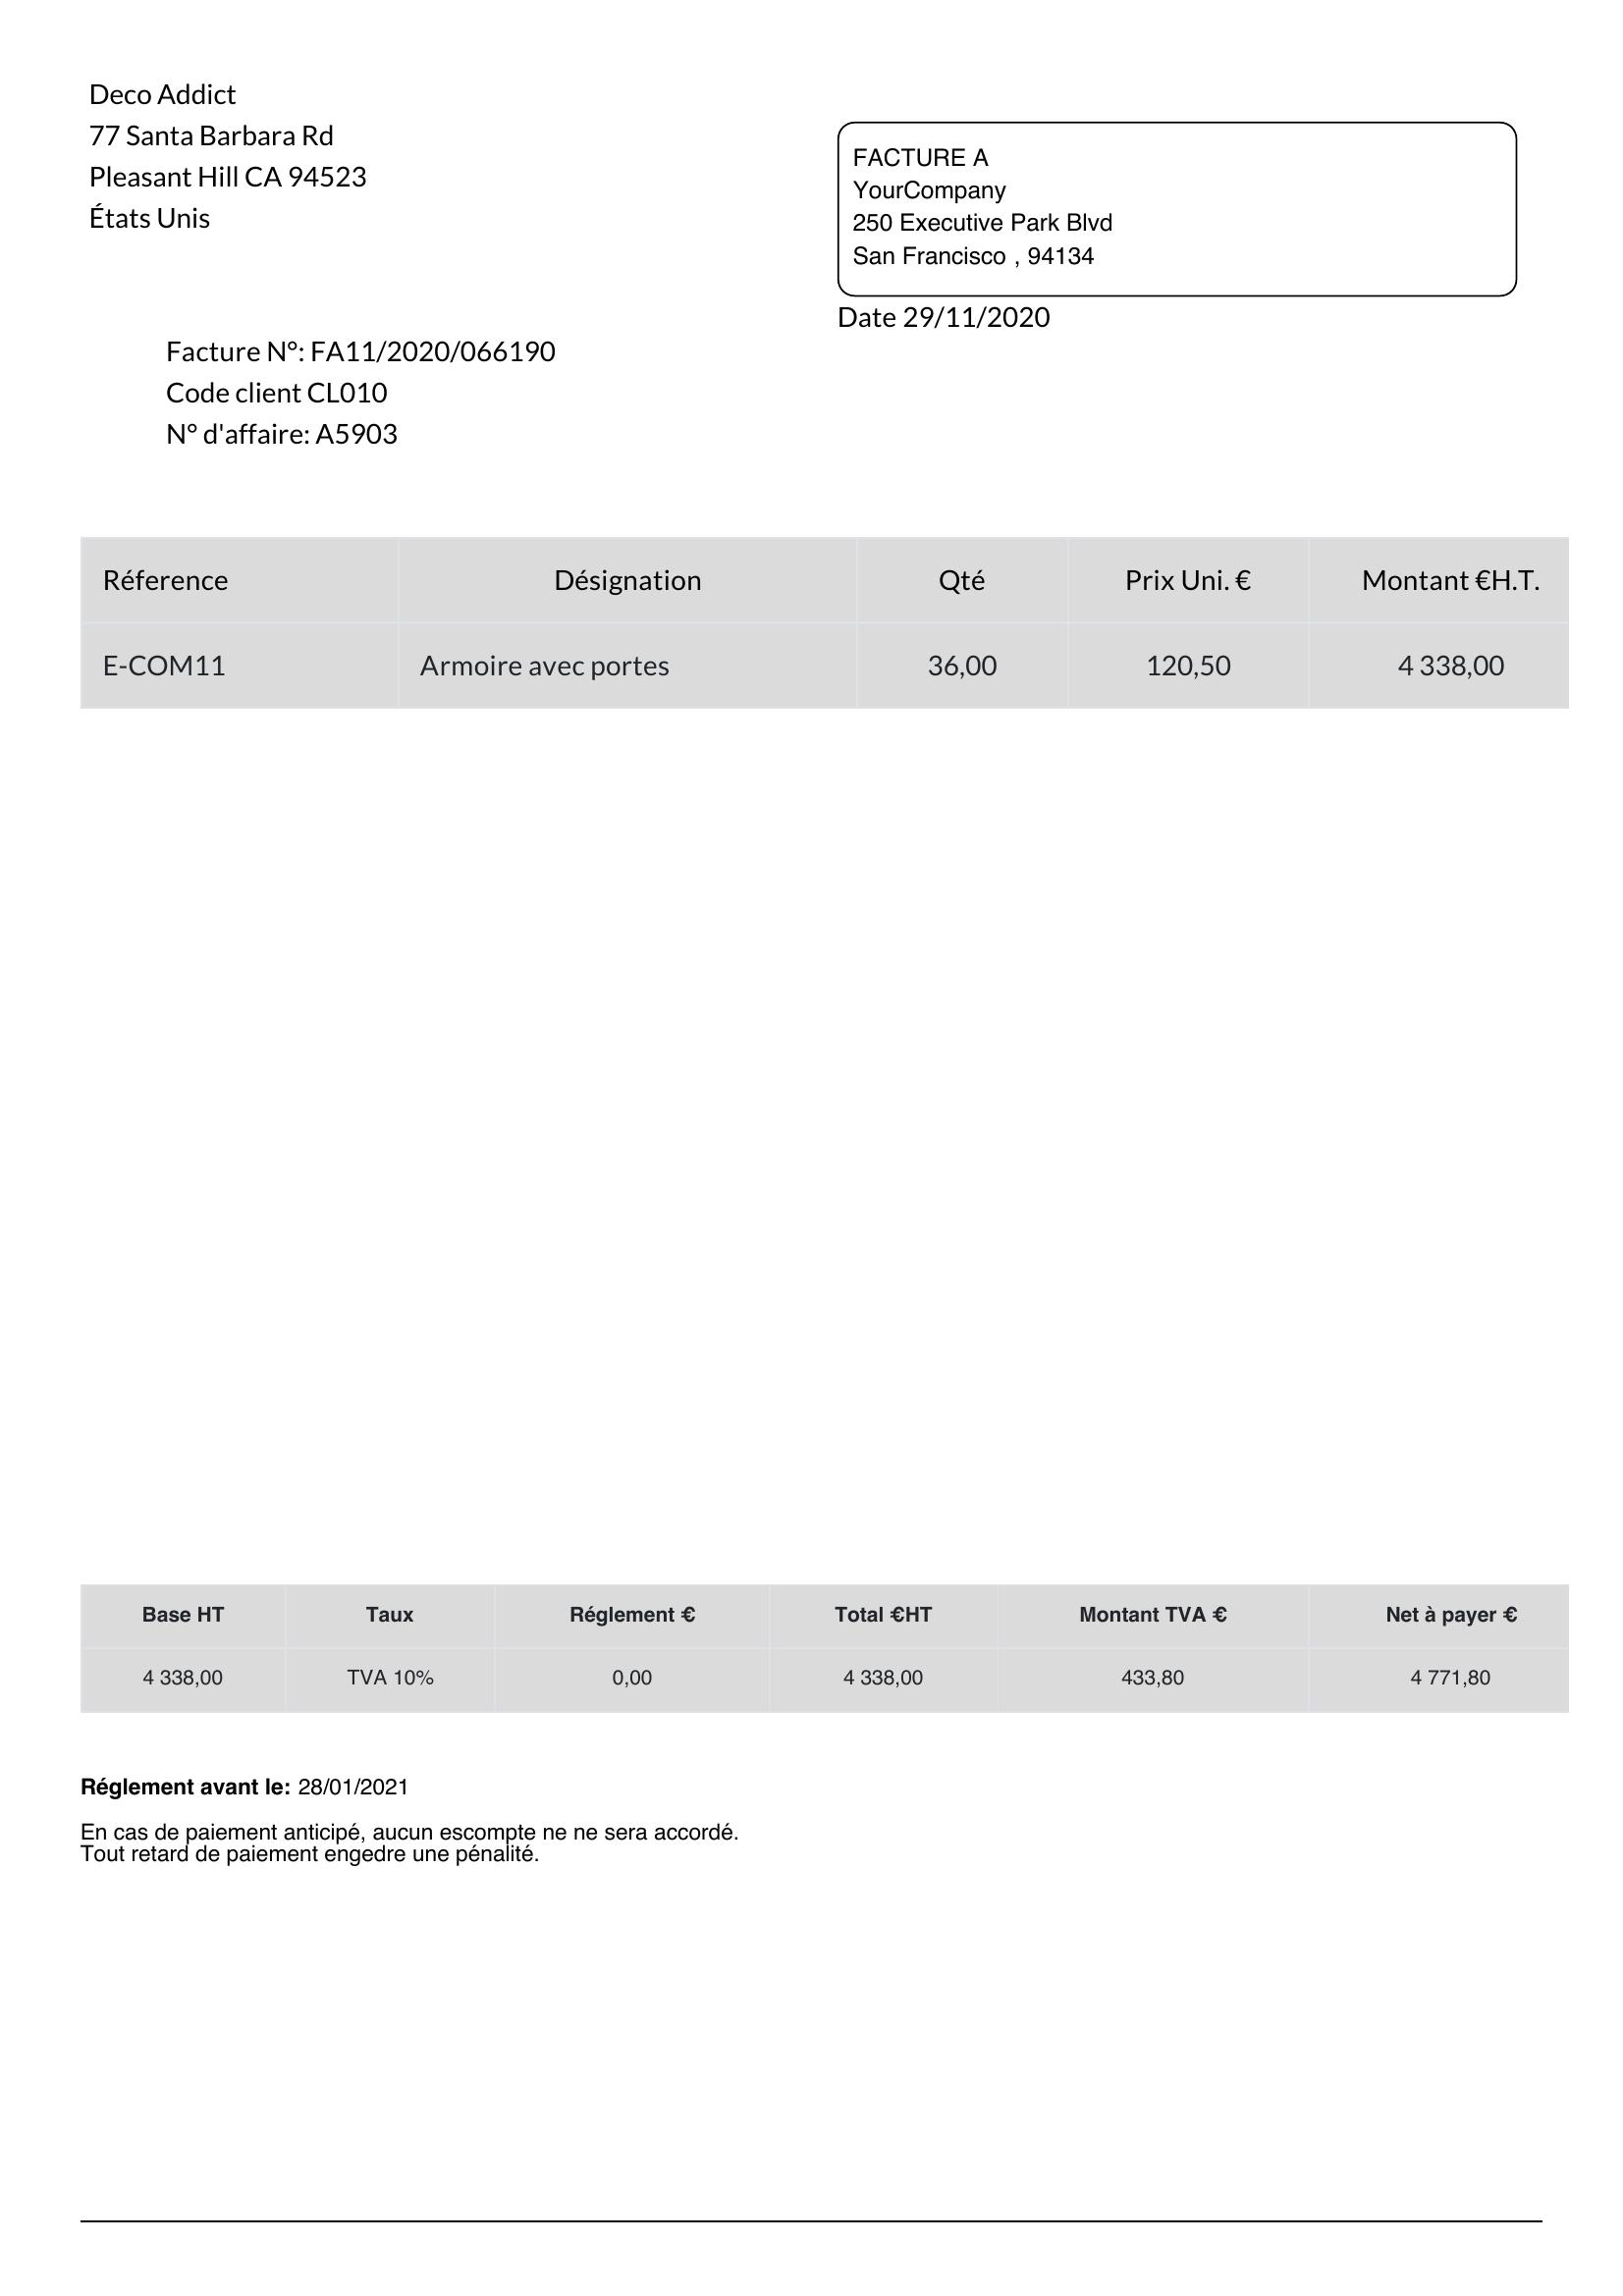 Deco Addict
77 Santa Barbara Rd
Pleasant Hill CA 94523
États Unis
FACTURE A
YourCompany
250 Executive Park Blvd
San Francisco , 94134
Date 29/11/2020
Facture N°: FA11/2020/066190
Code client CL010
N° d'affaire: A5903
Réference Désignation Qté Prix Uni. € Montant €H.T.
E-COM11 Armoire avec portes 36,00 120,50 4 338,00
Base HT Taux Réglement € Total €HT Montant TVA € Net à payer €
4 338,00 TVA 10% 0,00 4 338,00 433,80 4 771,80
Réglement avant le: 28/01/2021
En cas de paiement anticipé, aucun escompte ne ne sera accordé.
Tout retard de paiement engedre une pénalité.